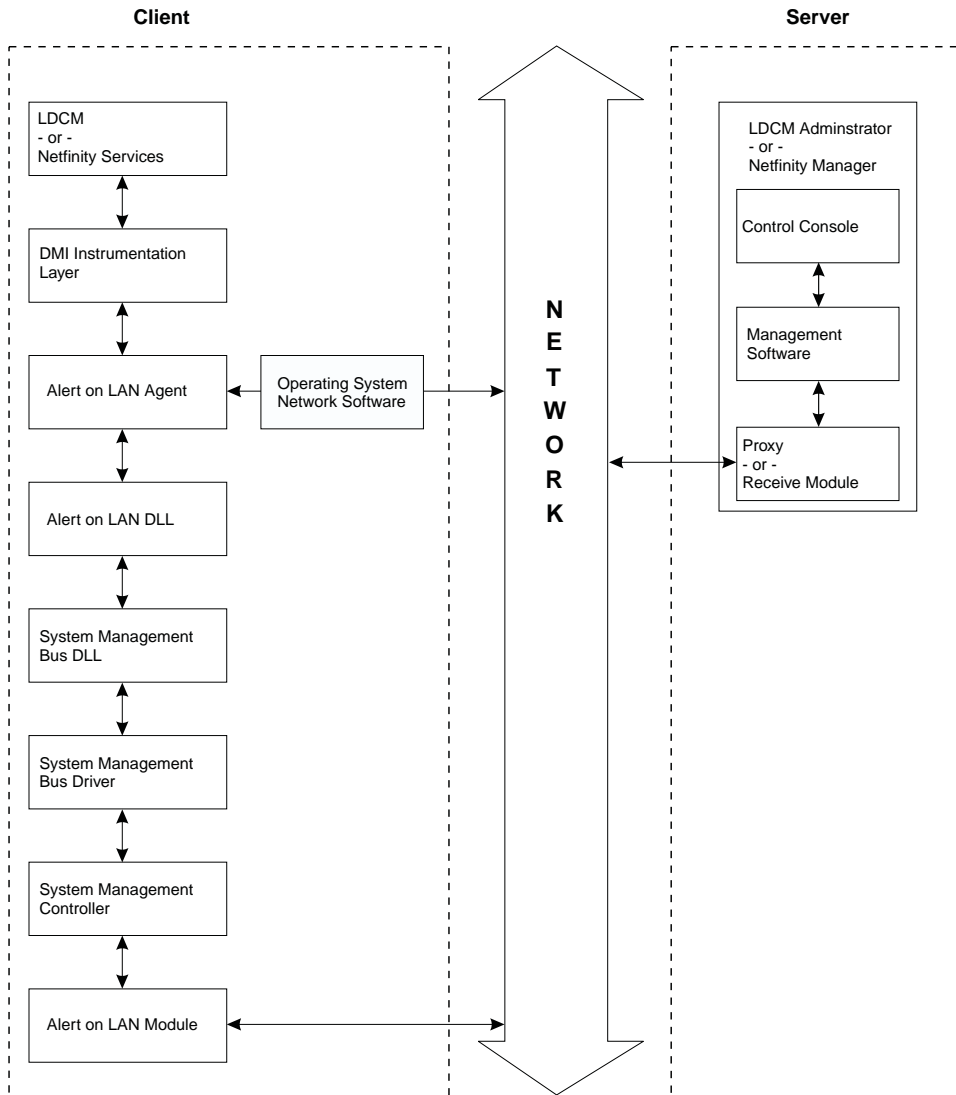 Client
Server
LDCM
- or -
Netfinity Services
DMI Instrumentation
Layer
Alert on LAN Agent
Operating System
Network Software
Alert on LAN DLL
System Management
Bus DLL
System Management
Bus Driver
System Management
Controller
Alert on LAN Module
N
E
T
W
O
R
K
LDCM Adminstrator
- or -
Netfinity Manager
Control Console
Management
Software
Proxy
- or -
Receive Module